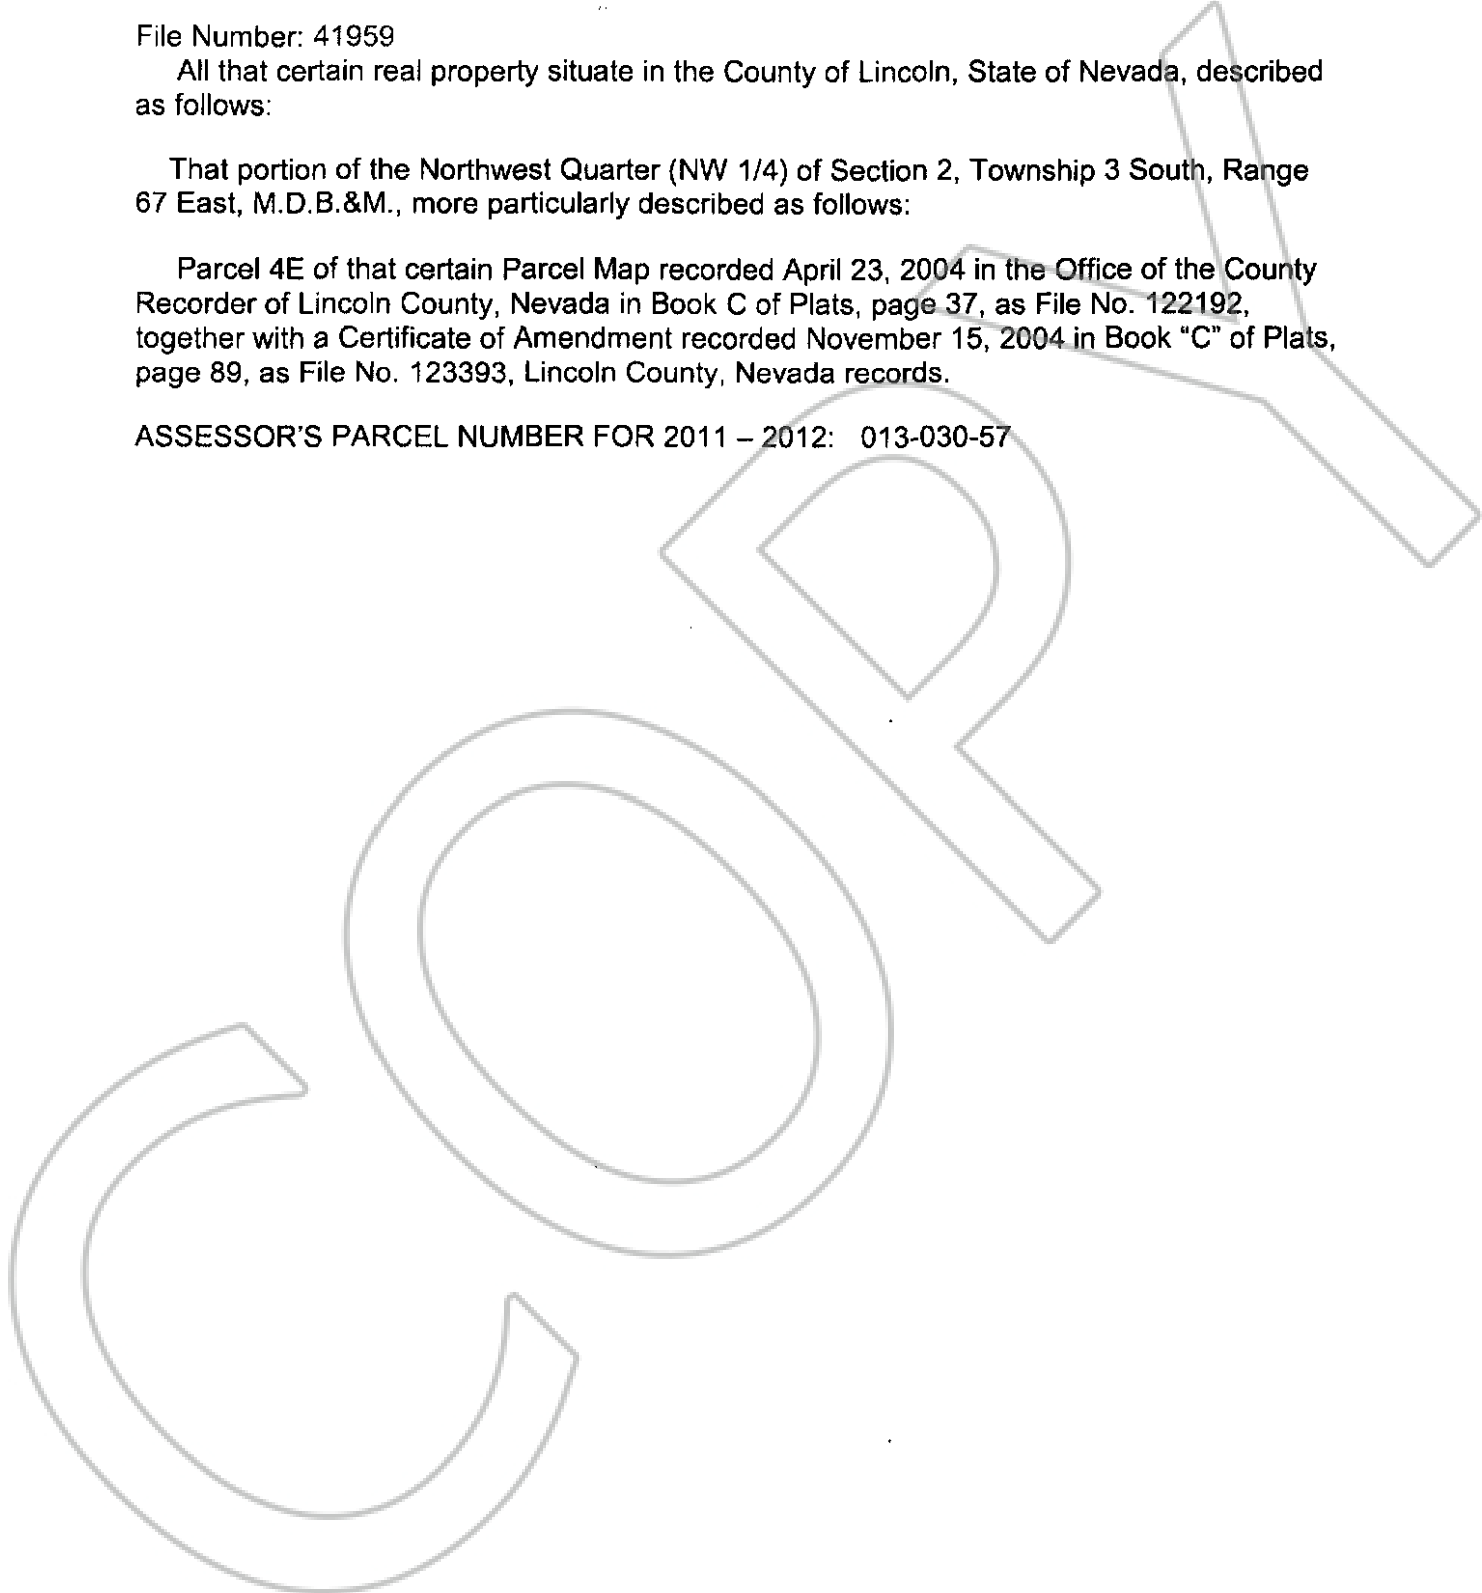 File Number: 41959
All that certain real property situate in the County of Lincoln, State of Nevada, described
as follows:
That portion of the Northwest Quarter (NW 1/4) of Section 2, Township 3 South, Range
67 East, M.D.B.&M., more particularly described as follows:
Parcel 4E of that certain Parcel Map recorded April 23, 2004 in the Office of the County
Recorder of Lincoln County, Nevada in Book C of Plats, page 37, as File No. 122192,
together with a Certificate of Amendment recorded November 15, 2004 in Book “C” of Plats,
page 89, as File No. 123393, Lincoln County, Nevada records.
ASSESSOR'S PARCEL NUMBER FOR 2011 – 2012: 013-030-57
COPY